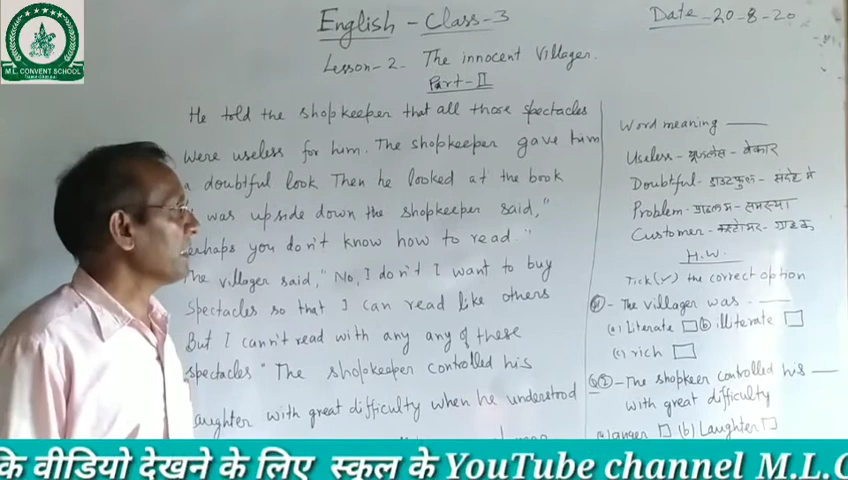 M.L. CONVENT SCHOOL
English - Class - 3
Date - 20 - 8 - 20
Lesson - 2. The innocent Villager.
Part - II
He told the shopkeeper that all those spectacles
were useless for him. The shopkeeper gave him
a doubtful look Then he looked at the book
was upside down the shopkeeper said, "
erhaps you don't know how to read "
The villager said, " No, I don't I want to buy
spectacles so that I can read like others
But I cann't read with any any of these
spectacles " The shopkeeper controlled his
laughter with great difficulty when he understood
Word meaning
Useless - यूजलेस - बेकार
Doubtful - डाउटफुल - संदेह में
Problem - प्राब्लम - समस्या
Customer - कस्टोमर - ग्राहक
H.W.
Tick (✓) the correct option
- The villager was -
(a) Literate (b) illiterate
(c) rich
Q2 - The shopkeer controlled his
with great difficulty
(a) anger (b) Laughter
कि वीडियो देखने के लिए स्कूल के YouTube channel M.L.C